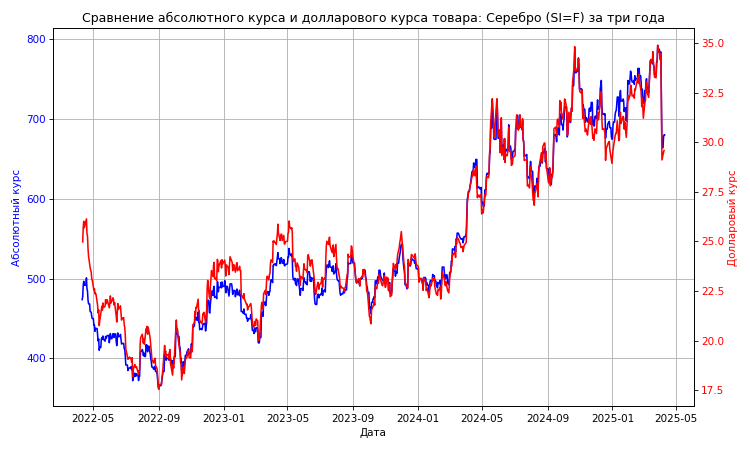 Сравнение абсолютного курса и долларового курса товара: Серебро (SI=F) за три года
800
700
600
500
400
Абсолютный курс
35.0
32.5
30.0
27.5
25.0
22.5
20.0
17.5
Долларовый курс
2022-05 2022-09 2023-01 2023-05 2023-09 2024-01 2024-05 2024-09 2025-01 2025-05
Дата